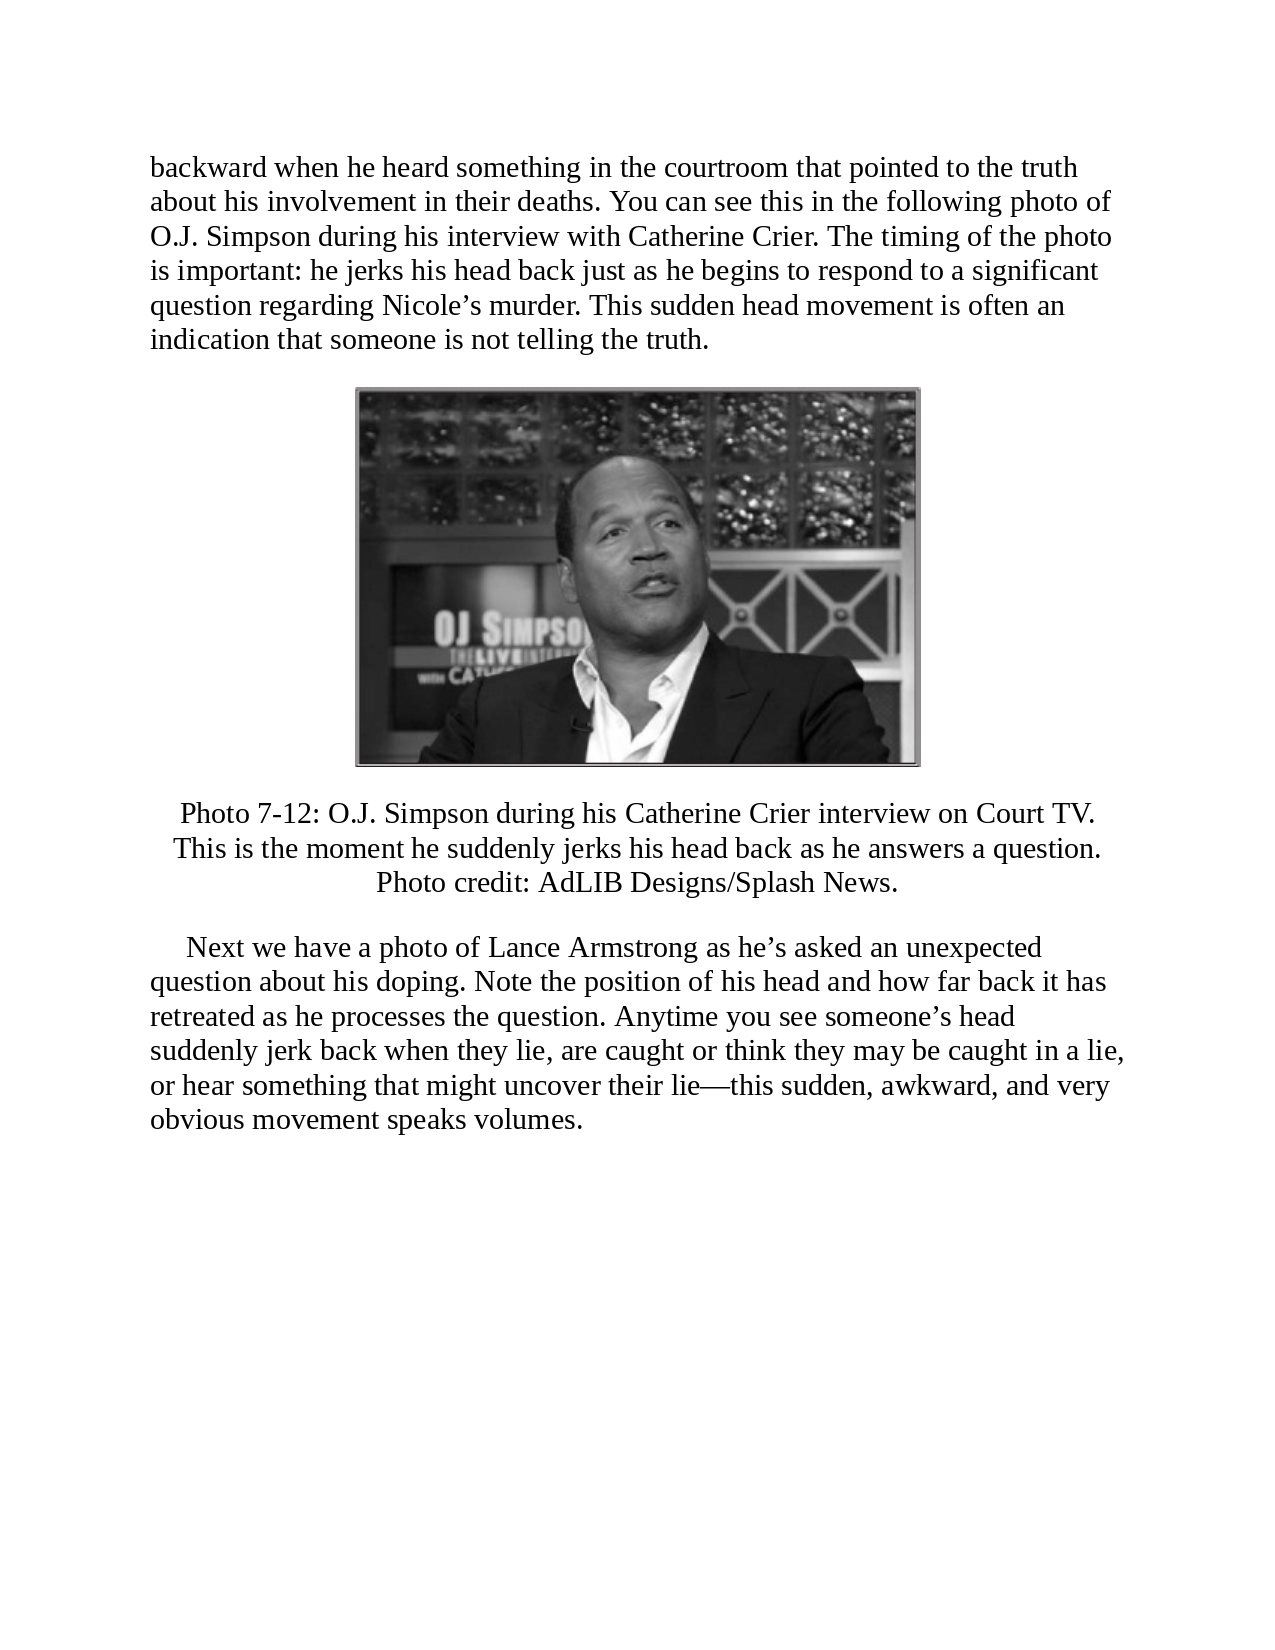 backward when he heard something in the courtroom that pointed to the truth
about his involvement in their deaths. You can see this in the following photo of
O.J. Simpson during his interview with Catherine Crier. The timing of the photo
is important: he jerks his head back just as he begins to respond to a significant
question regarding Nicole’s murder. This sudden head movement is often an
indication that someone is not telling the truth.
OJ SIMPSO
THE LIVE INTER
WITH CATHE
Photo 7-12: O.J. Simpson during his Catherine Crier interview on Court TV.
This is the moment he suddenly jerks his head back as he answers a question.
Photo credit: AdLIB Designs/Splash News.
Next we have a photo of Lance Armstrong as he’s asked an unexpected
question about his doping. Note the position of his head and how far back it has
retreated as he processes the question. Anytime you see someone’s head
suddenly jerk back when they lie, are caught or think they may be caught in a lie,
or hear something that might uncover their lie—this sudden, awkward, and very
obvious movement speaks volumes.